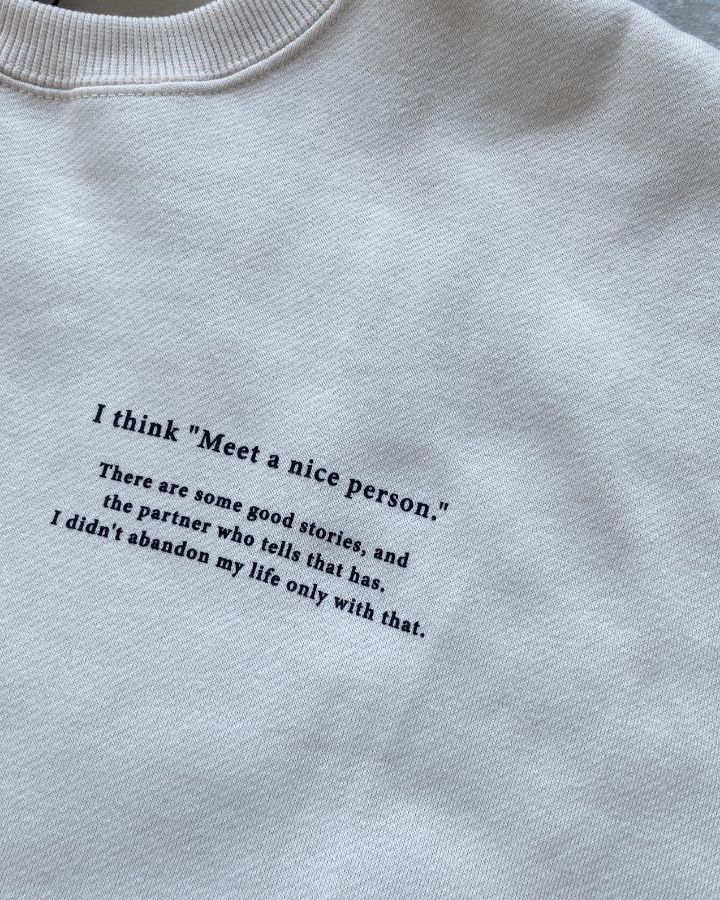 I think "Meet a nice person."
There are some good stories, and
the partner who tells that has.
I didn't abandon my life only with that.